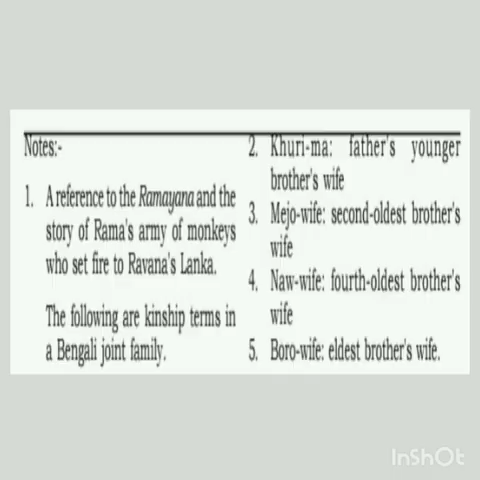 Notes:-
1. A reference to the Ramayana and the
story of Rama's army of monkeys
who set fire to Ravana's Lanka.
The following are kinship terms in
a Bengali joint family.
2. Khuri-ma: father's younger
brother's wife
3. Mejo-wife: second-oldest brother's
wife
4. Naw-wife: fourth-oldest brother's
wife
5. Boro-wife: eldest brother's wife.
InShOt